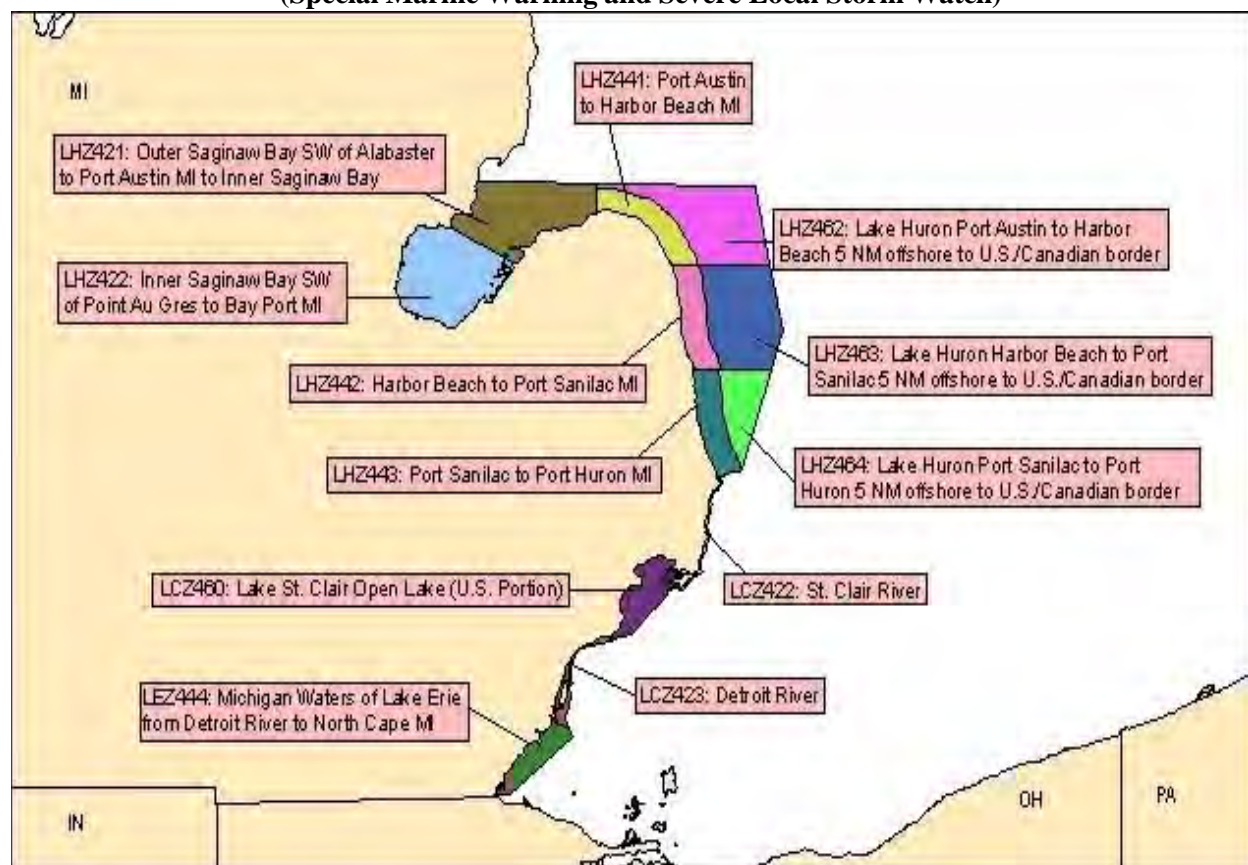 (Special Marine Warning and Severe Local Storm Watch)
MI
LHZ441: Port Austin
to Harbor Beach MI
LHZ421: Outer Saginaw Bay SW of Alabaster
to Port Austin MI to Inner Saginaw Bay
LHZ462: Lake Huron Port Austin to Harbor
Beach 5 NM offshore to U.S./Canadian border
LHZ422: Inner Saginaw Bay SW
of Point Au Gres to Bay Port MI
LHZ463: Lake Huron Harbor Beach to Port
Sanilac 5 NM offshore to U.S./Canadian border
LHZ442: Harbor Beach to Port Sanilac MI
LHZ443: Port Sanilac to Port Huron MI
LHZ464: Lake Huron Port Sanilac to Port
Huron 5 NM offshore to U.S./Canadian border
LCZ460: Lake St. Clair Open Lake (U.S. Portion)
LCZ422: St. Clair River
LEZ444: Michigan Waters of Lake Erie
from Detroit River to North Cape MI
LCZ423: Detroit River
IN
OH
PA